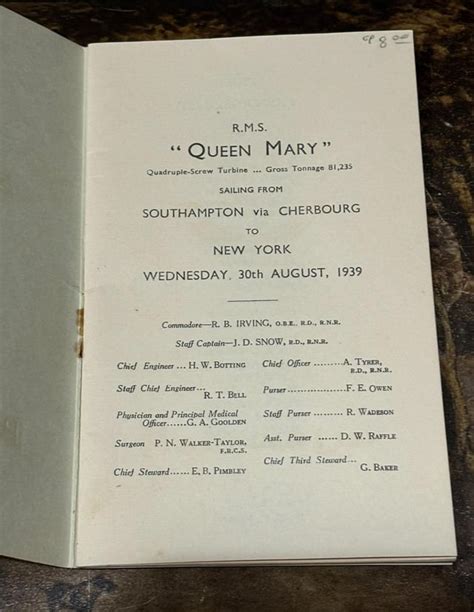 R.M.S.
" QUEEN MARY "
Quadruple-Screw Turbine ... Gross Tonnage 81,235
SAILING FROM
SOUTHAMPTON via CHERBOURG
TO
NEW YORK
WEDNESDAY, 30th AUGUST, 1939
Commodore—R. B. IRVING, O.B.E., R.D., R.N.R.
Staff Captain—J. D. SNOW, R.D., R.N.R.
Chief Engineer ... H. W. BOTTING
Staff Chief Engineer...
R. T. BELL
Physician and Principal Medical
Officer......G. A. GOOLDEN
Surgeon P. N. WALKER-TAYLOR,
F.R.C.S.
Chief Steward...... E. B. PIMBLEY
Chief Officer .........A. TYRER,
R.D., R.N.R.
Purser............... F. E. OWEN
Staff Purser ...... R. WADESON
Asst. Purser ... D. W. RAFFLE
Chief Third Steward...
G. BAKER